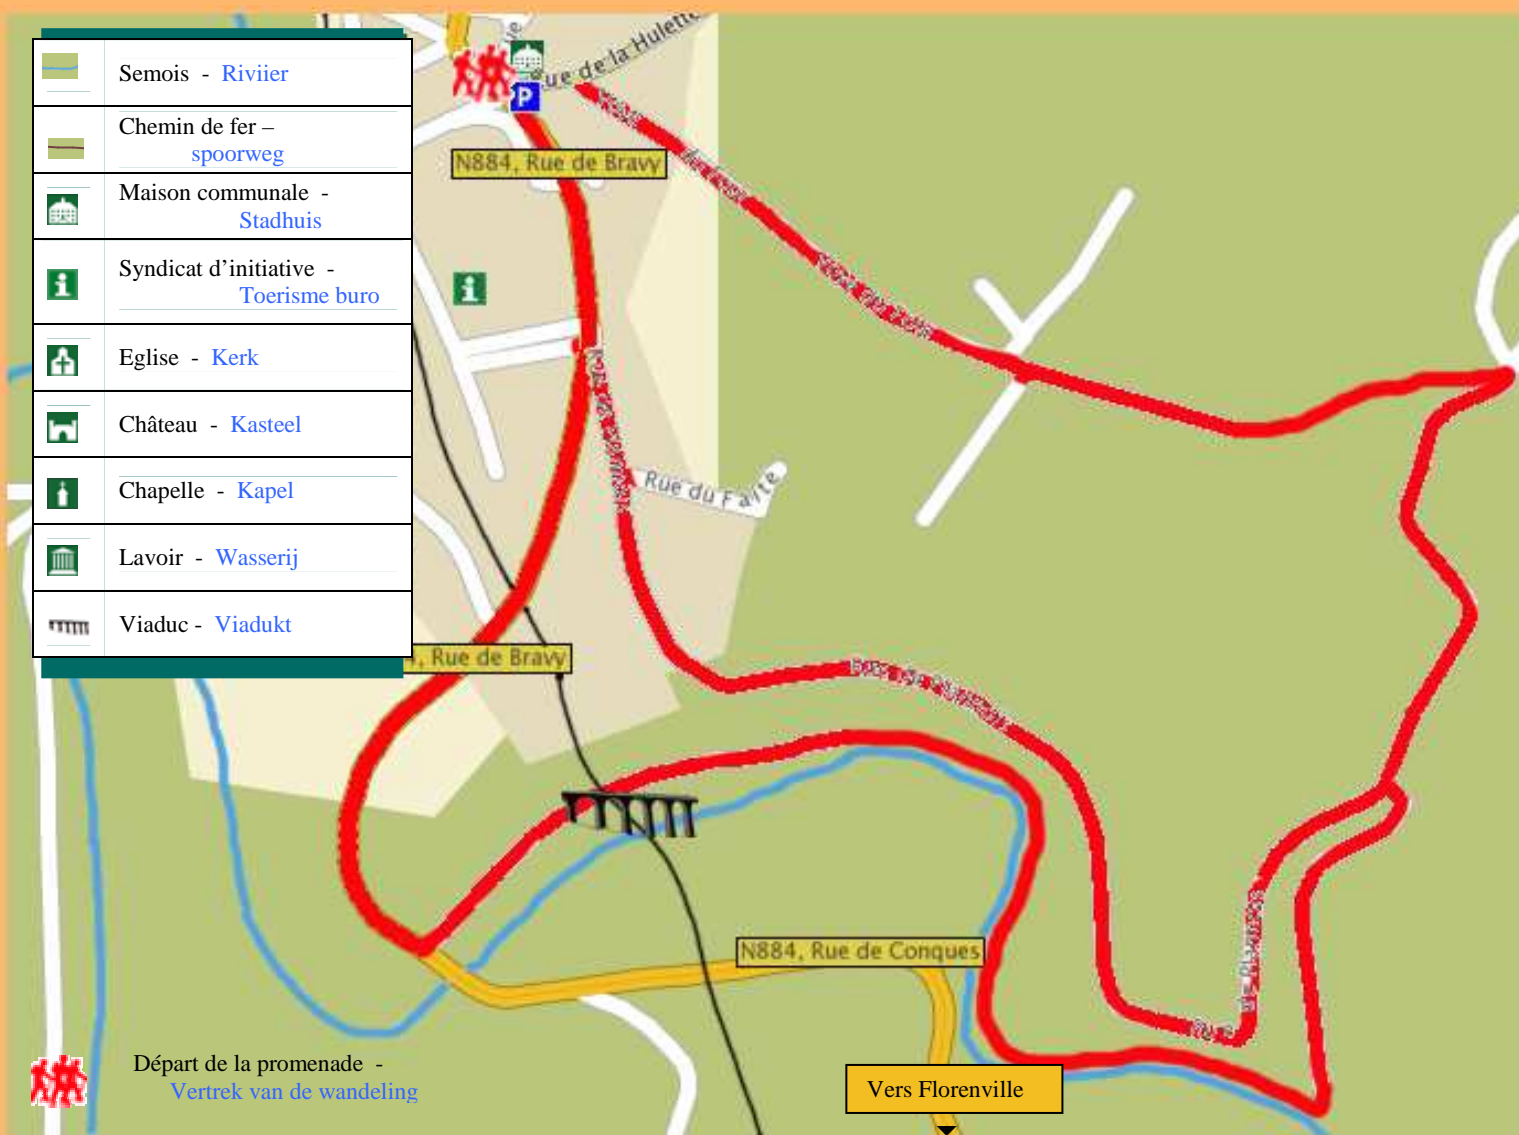 Semois - Riviier
Chemin de fer –
spoorweg
Maison communale -
Stadhuis
Syndicat d’initiative -
Toerisme buro
Eglise - Kerk
Château - Kasteel
Chapelle - Kapel
Lavoir - Wasserij
Viaduc - Viadukt
Rue de la Hulette
P
N884, Rue de Bravy
Rue du Faîte
, Rue de Bravy
N884, Rue de Conques
Vers Florenville
Départ de la promenade -
Vertrek van de wandeling